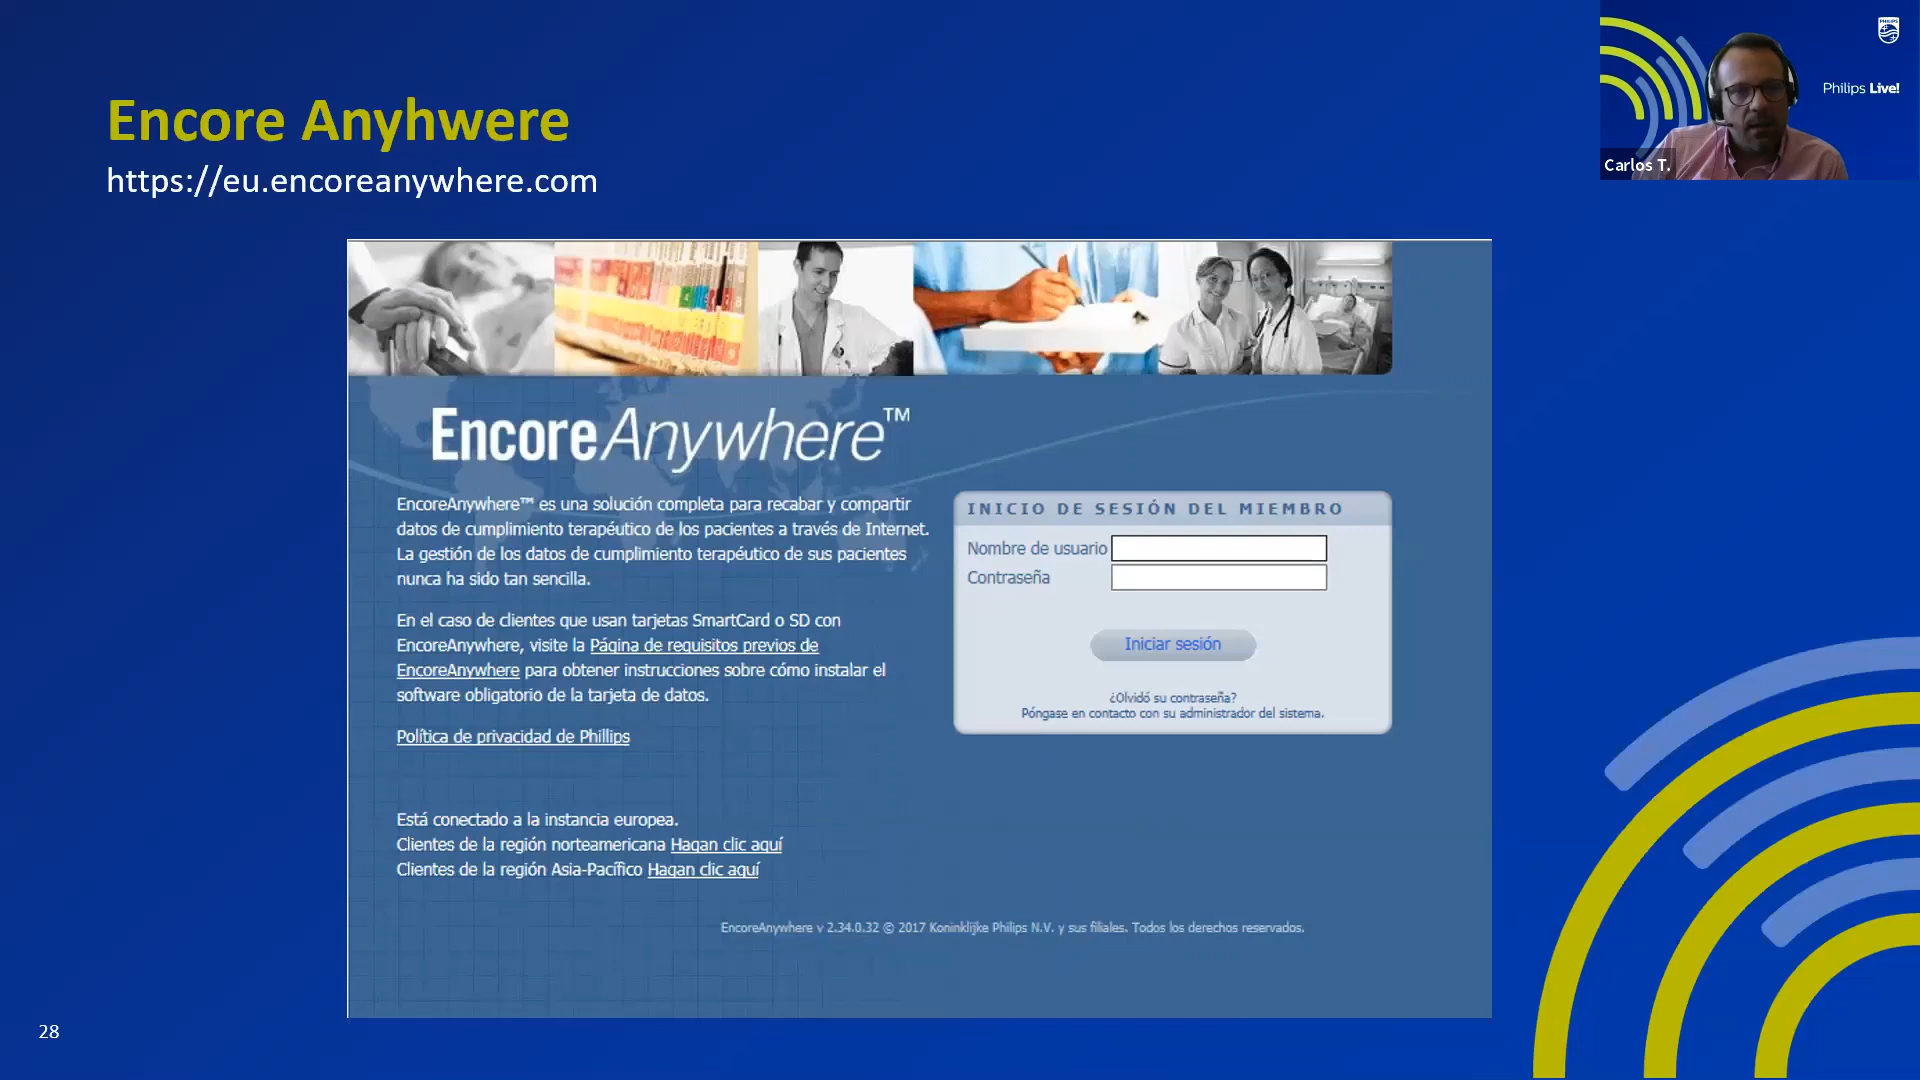 Encore Anyhwere
https://eu.encoreanywhere.com
PHILIPS
Philips Live!
Carlos T.
EncoreAnywhere™
EncoreAnywhere™ es una solución completa para recabar y compartir
datos de cumplimiento terapéutico de los pacientes a través de Internet.
La gestión de los datos de cumplimiento terapéutico de sus pacientes
nunca ha sido tan sencilla.
En el caso de clientes que usan tarjetas SmartCard o SD con
EncoreAnywhere, visite la Página de requisitos previos de
EncoreAnywhere para obtener instrucciones sobre cómo instalar el
software obligatorio de la tarjeta de datos.
Política de privacidad de Phillips
Está conectado a la instancia europea.
Clientes de la región norteamericana Hagan clic aquí
Clientes de la región Asia-Pacífico Hagan clic aquí
INICIO DE SESIÓN DEL MIEMBRO
Nombre de usuario
Contraseña
Iniciar sesión
¿Olvidó su contraseña?
Póngase en contacto con su administrador del sistema.
EncoreAnywhere v 2.34.0.32 © 2017 Koninklijke Philips N.V. y sus filiales. Todos los derechos reservados.
28